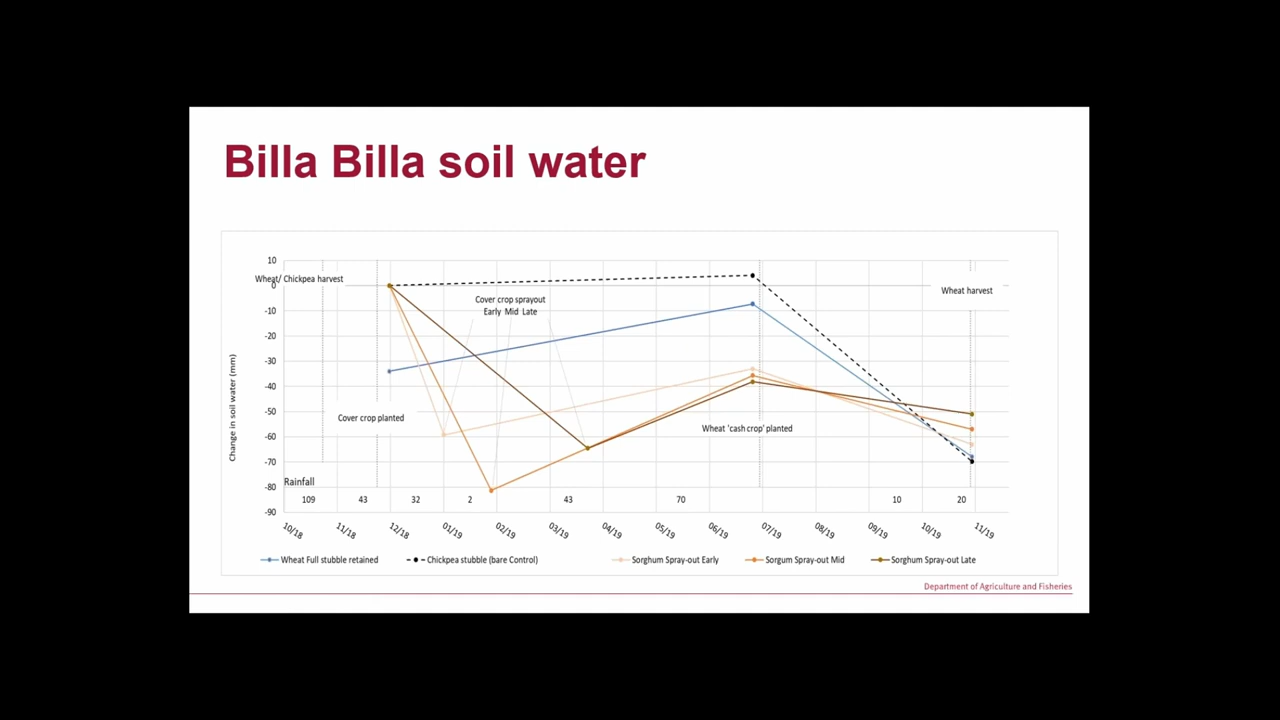 Billa Billa soil water
10
Wheat/ Chickpea harvest
0
Wheat harvest
Cover crop sprayout
Early Mid Late
-10
-20
-30
-40
-50
-60
-70
-80
-90
Change in soil water (mm)
Cover crop planted
Wheat 'cash crop' planted
Rainfall
109 43 32 2 43 70 10 20
10/18 11/18 12/18 01/19 02/19 03/19 04/19 05/19 06/19 07/19 08/19 09/19 10/19 11/19
Wheat Full stubble retained Chickpea stubble (bare Control) Sorghum Spray-out Early Sorgum Spray-out Mid Sorghum Spray-out Late
Department of Agriculture and Fisheries